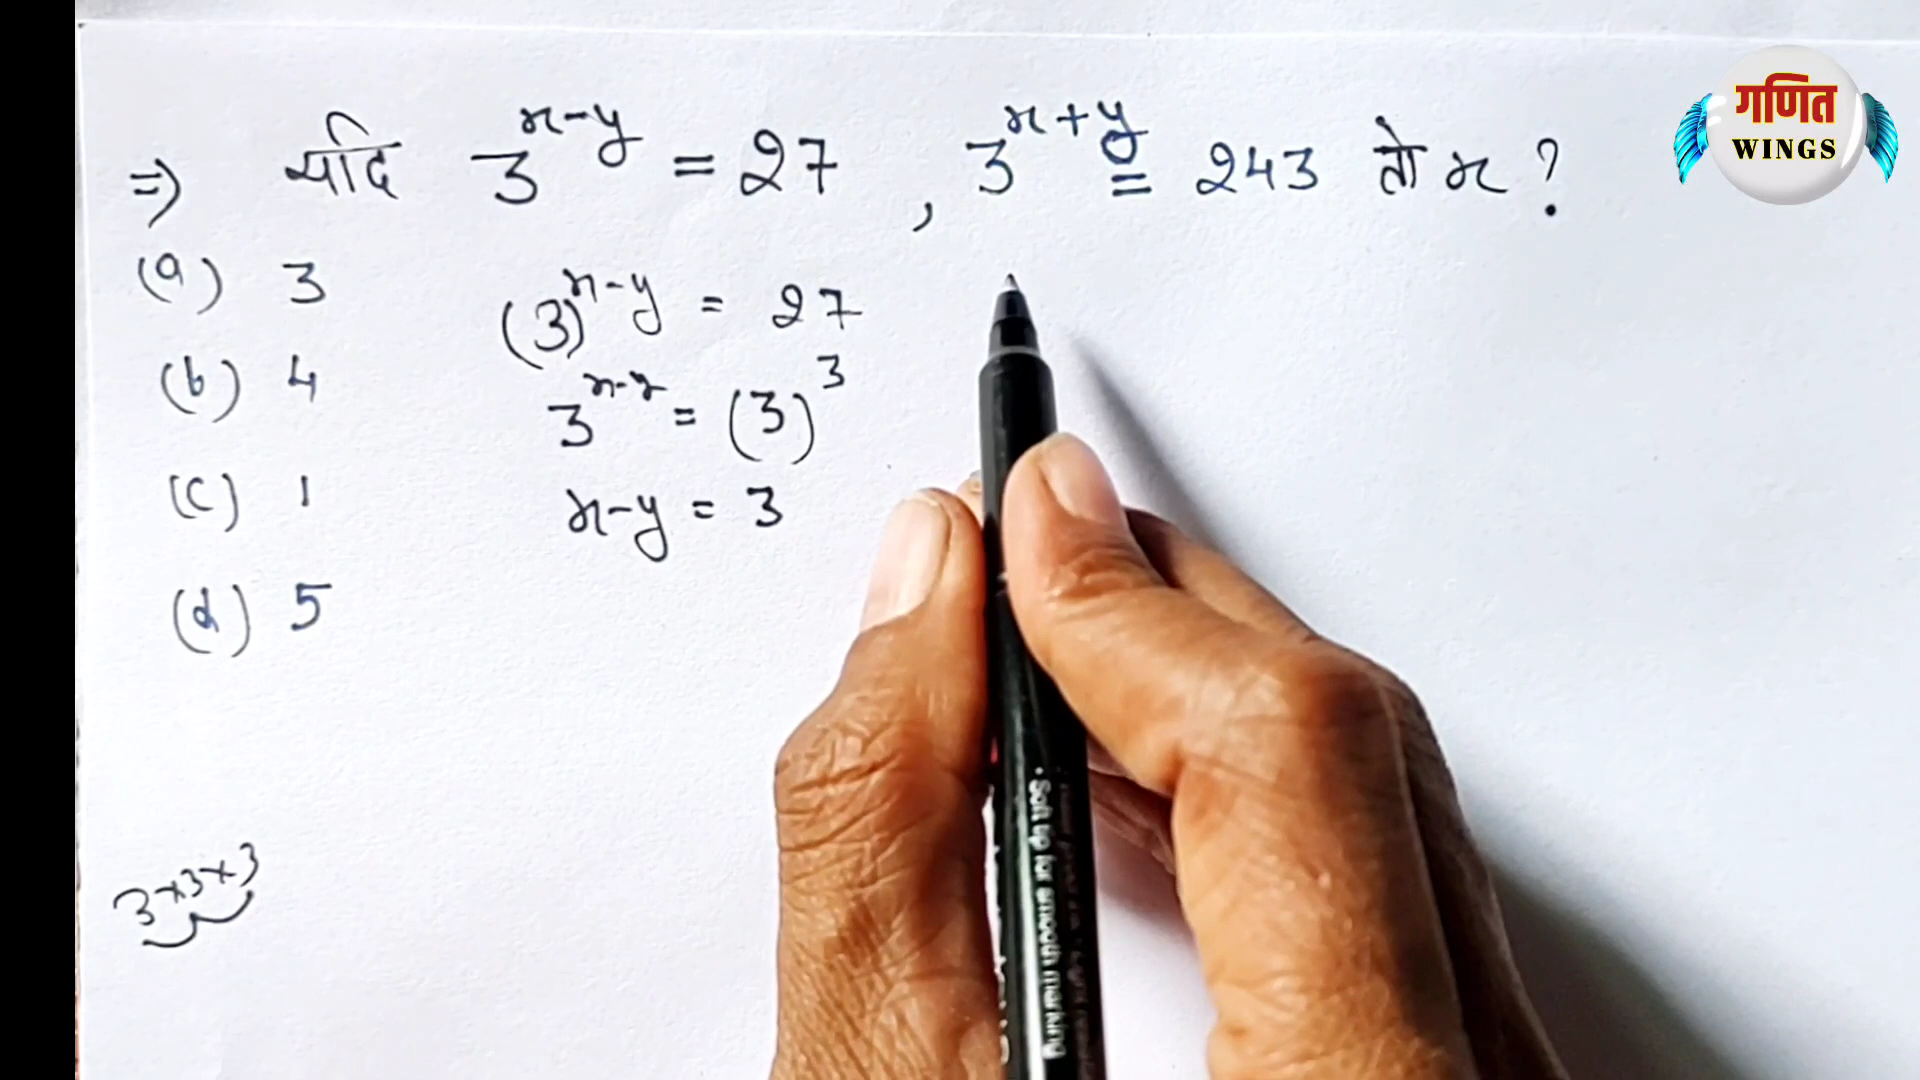 ⇒) यदि 3^{x-y} = 27 , 3^{x+y} = 243 तो x ?
(a) 3
(b) 4
(c) 1
(d) 5
(3)^{x-y} = 27
3^{x-y} = (3)^3
x-y = 3
3×3×3
गणित
WINGS
• Soft tip for smooth marking